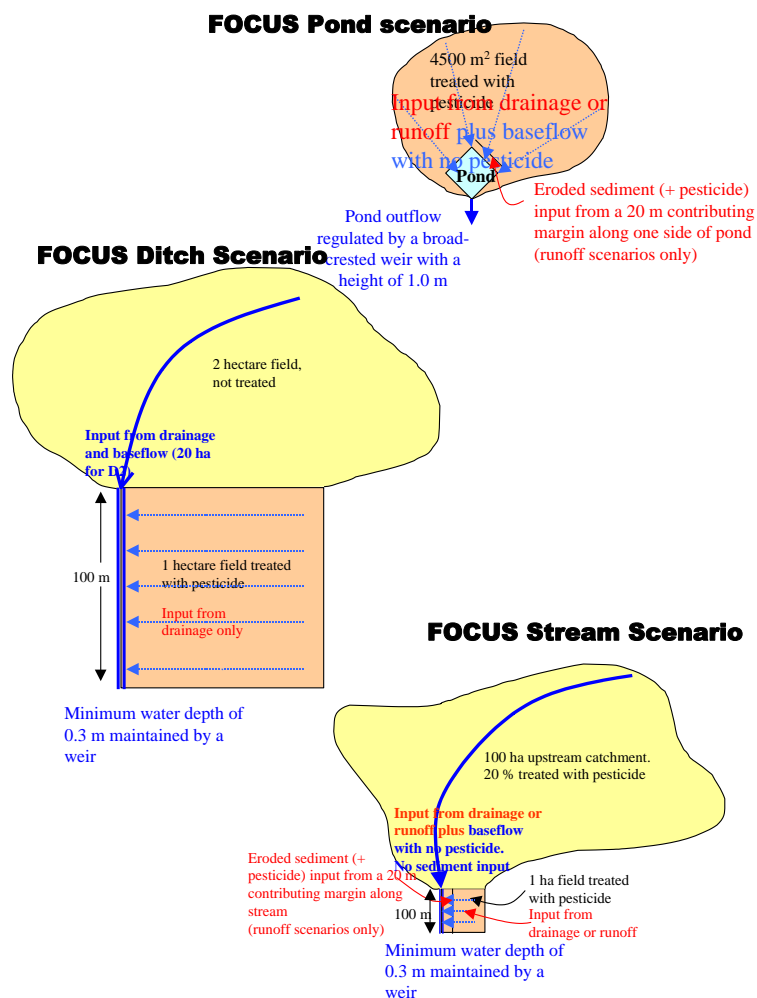 FOCUS Pond scenario
4500 m² field
treated with
pesticide
Input from drainage or
runoff plus baseflow
with no pesticide
Pond
Eroded sediment (+ pesticide)
input from a 20 m contributing
margin along one side of pond
(runoff scenarios only)
Pond outflow
regulated by a broad-
crested weir with a
height of 1.0 m
FOCUS Ditch Scenario
2 hectare field,
not treated
Input from drainage
and baseflow (20 ha
for D2)
100 m
1 hectare field treated
with pesticide
Input from
drainage only
Minimum water depth of
0.3 m maintained by a
weir
FOCUS Stream Scenario
100 ha upstream catchment.
20 % treated with pesticide
Input from drainage or
runoff plus baseflow
with no pesticide.
No sediment input
Eroded sediment (+
pesticide) input from a 20 m
contributing margin along
stream
(runoff scenarios only)
100 m
1 ha field treated
with pesticide
Input from
drainage or runoff
Minimum water depth of
0.3 m maintained by a
weir